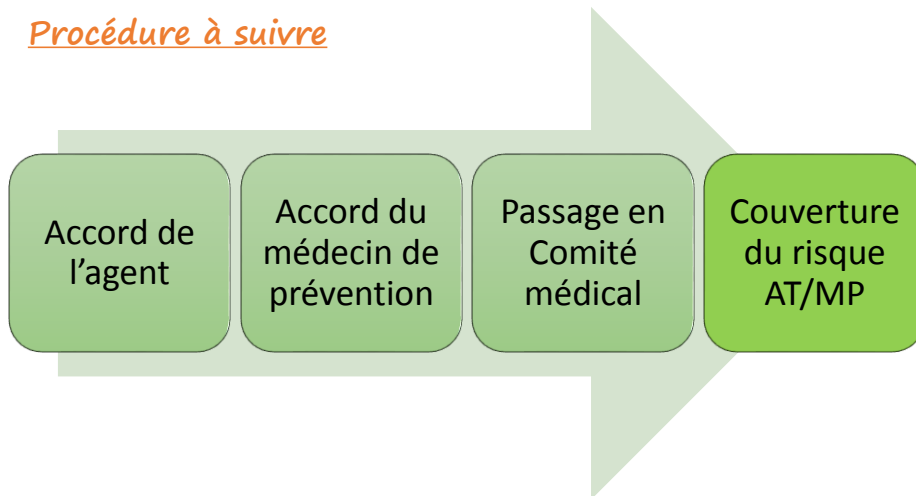 Procédure à suivre
Accord de
l’agent
Accord du
médecin de
prévention
Passage en
Comité
médical
Couverture
du risque
AT/MP